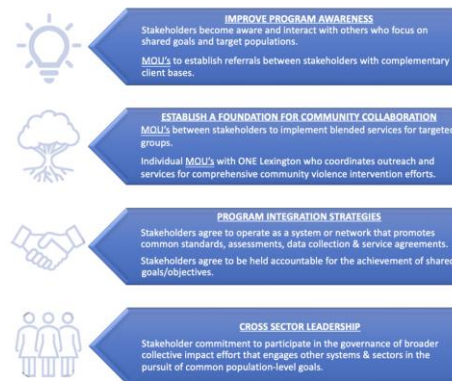 IMPROVE PROGRAM AWARENESS
Stakeholders become aware and interact with others who focus on
shared goals and target populations.
MOU's to establish referrals between stakeholders with complementary
client bases.
ESTABLISH A FOUNDATION FOR COMMUNITY COLLABORATION
MOU's between stakeholders to implement blended services for targeted
groups.
Individual MOU's with ONE Lexington who coordinates outreach and
services for comprehensive community violence intervention efforts.
PROGRAM INTEGRATION STRATEGIES
Stakeholders agree to operate as a system or network that promotes
common standards, assessments, data collection & service agreements.
Stakeholders agree to be held accountable for the achievement of shared
goals/objectives.
CROSS SECTOR LEADERSHIP
Stakeholder commitment to participate in the governance of broader
collective impact effort that engages other systems & sectors in the
pursuit of common population-level goals.